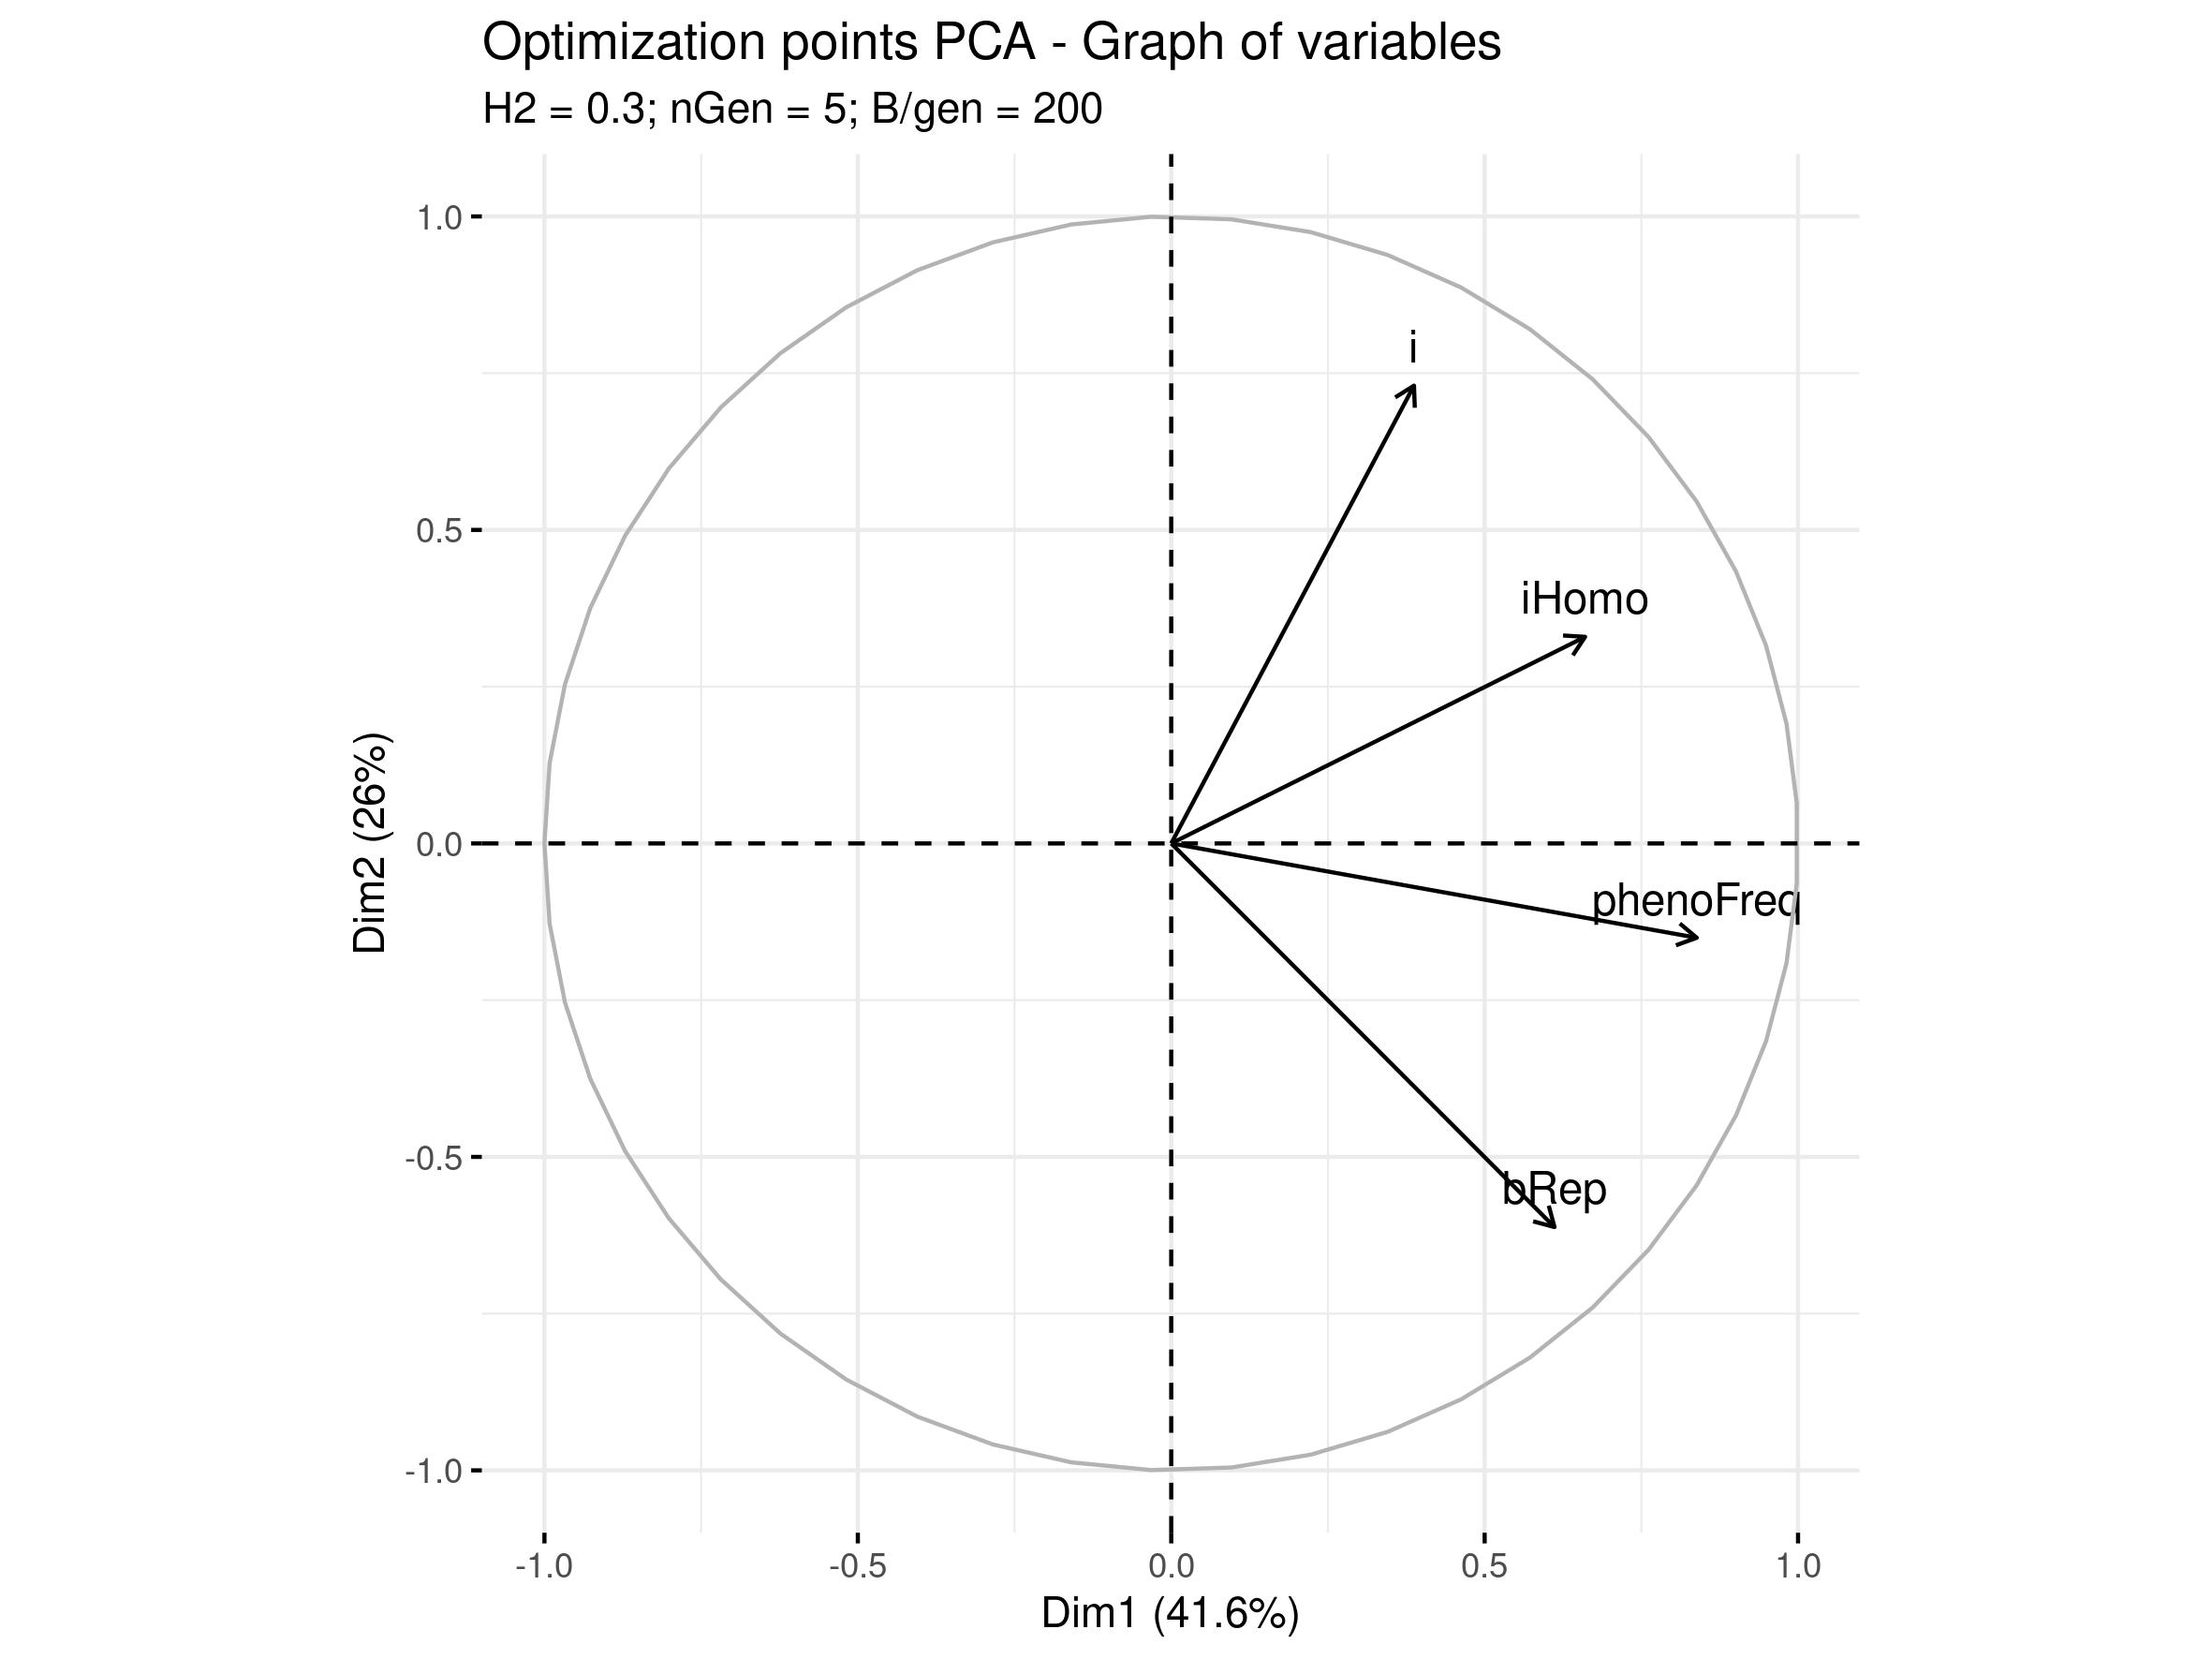 Optimization points PCA - Graph of variables
H2 = 0.3; nGen = 5; B/gen = 200
1.0
0.5
0.0
-0.5
-1.0
Dim2 (26%)
i
iHomo
phenoFreq
bRep
-1.0 -0.5 0.0 0.5 1.0
Dim1 (41.6%)